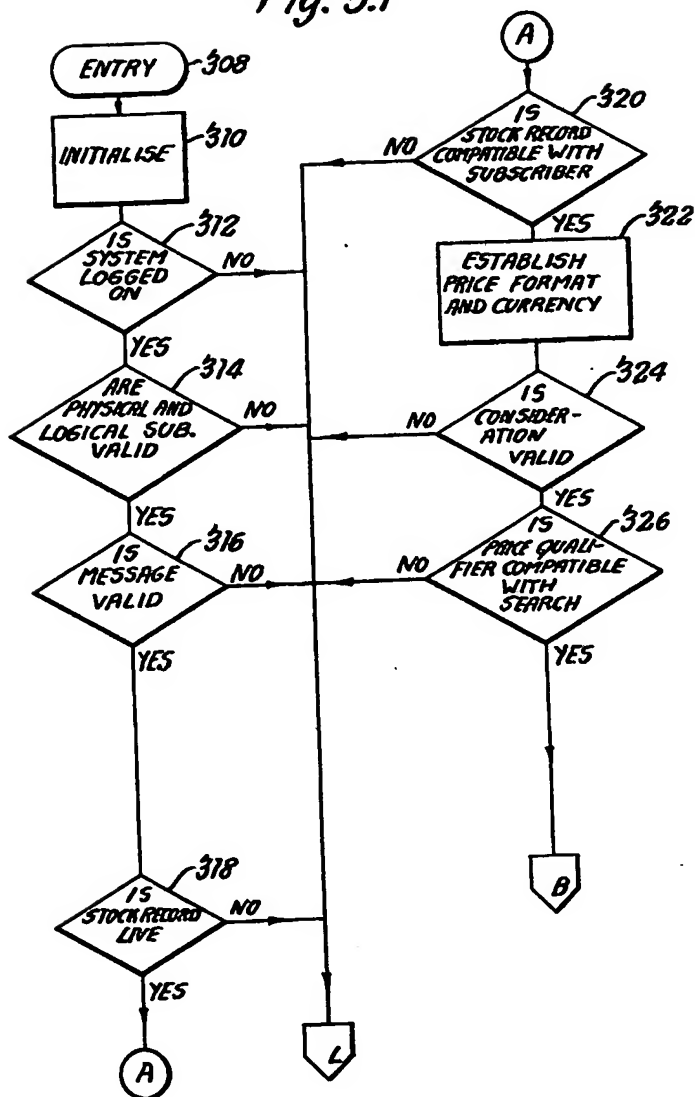 Fig. 3.1
ENTRY
308
INITIALISE
310
IS
SYSTEM
LOGGED
ON
312
NO
YES
ARE
PHYSICAL AND
LOGICAL SUB.
VALID
314
NO
YES
IS
MESSAGE
VALID
316
NO
YES
IS
STOCK RECORD
LIVE
318
NO
YES
A
L
A
IS
STOCK RECORD
COMPATIBLE WITH
SUBSCRIBER
320
NO
YES
ESTABLISH
PRICE FORMAT
AND CURRENCY
322
IS
CONSIDER-
ATION
VALID
324
NO
YES
IS
PRICE QUALI-
FIER COMPATIBLE
WITH
SEARCH
326
NO
YES
B